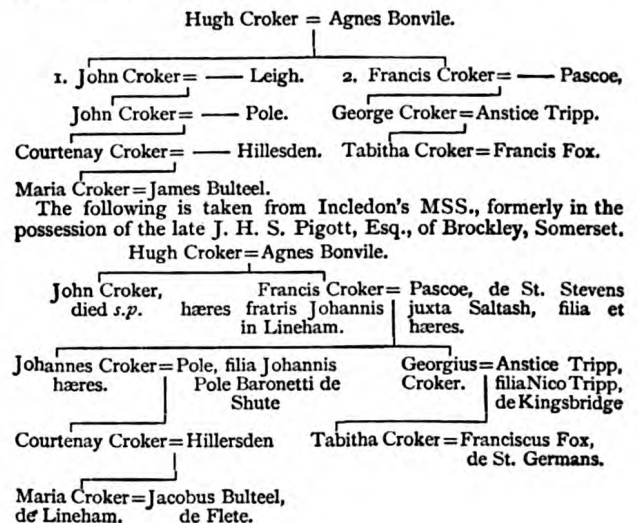 Hugh Croker = Agnes Bonvile.
1. John Croker= — Leigh. 2. Francis Croker= — Pascoe,
John Croker= — Pole. George Croker=Anstice Tripp.
Courtenay Croker= — Hillesden. Tabitha Croker=Francis Fox.
Maria Croker=James Bulteel.
The following is taken from Incledon's MSS., formerly in the
possession of the late J. H. S. Pigott, Esq., of Brockley, Somerset.
Hugh Croker=Agnes Bonvile.
John Croker, Francis Croker= Pascoe, de St. Stevens
died s.p. hæres fratris Johannis juxta Saltash, filia et
in Lineham. hæres.
Johannes Croker=Pole, filia Johannis Georgius=Anstice Tripp,
hæres. Pole Baronetti de Croker. filia Nico Tripp,
Shute de Kingsbridge
Courtenay Croker=Hillersden Tabitha Croker=Franciscus Fox,
de St. Germans.
Maria Croker=Jacobus Bulteel,
de Lineham. de Flete.